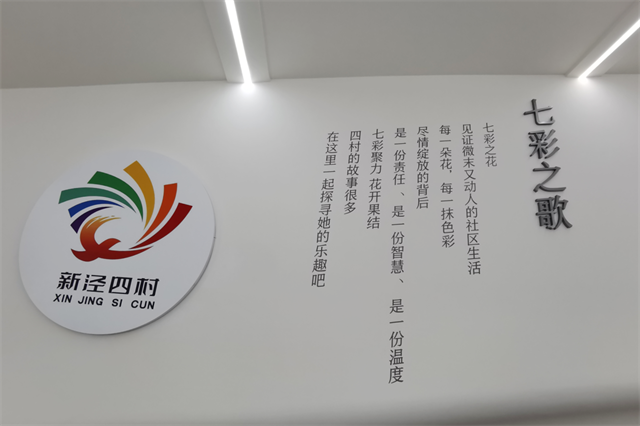 七彩之歌
七彩之花
见证微末又动人的社区生活
每一朵花，每一抹色彩
尽情绽放的背后
是一份责任、是一份智慧、是一份温度
七彩聚力 花开果结
四村的故事很多
在这里一起探寻她的乐趣吧
新泾四村
XIN JING SI CUN